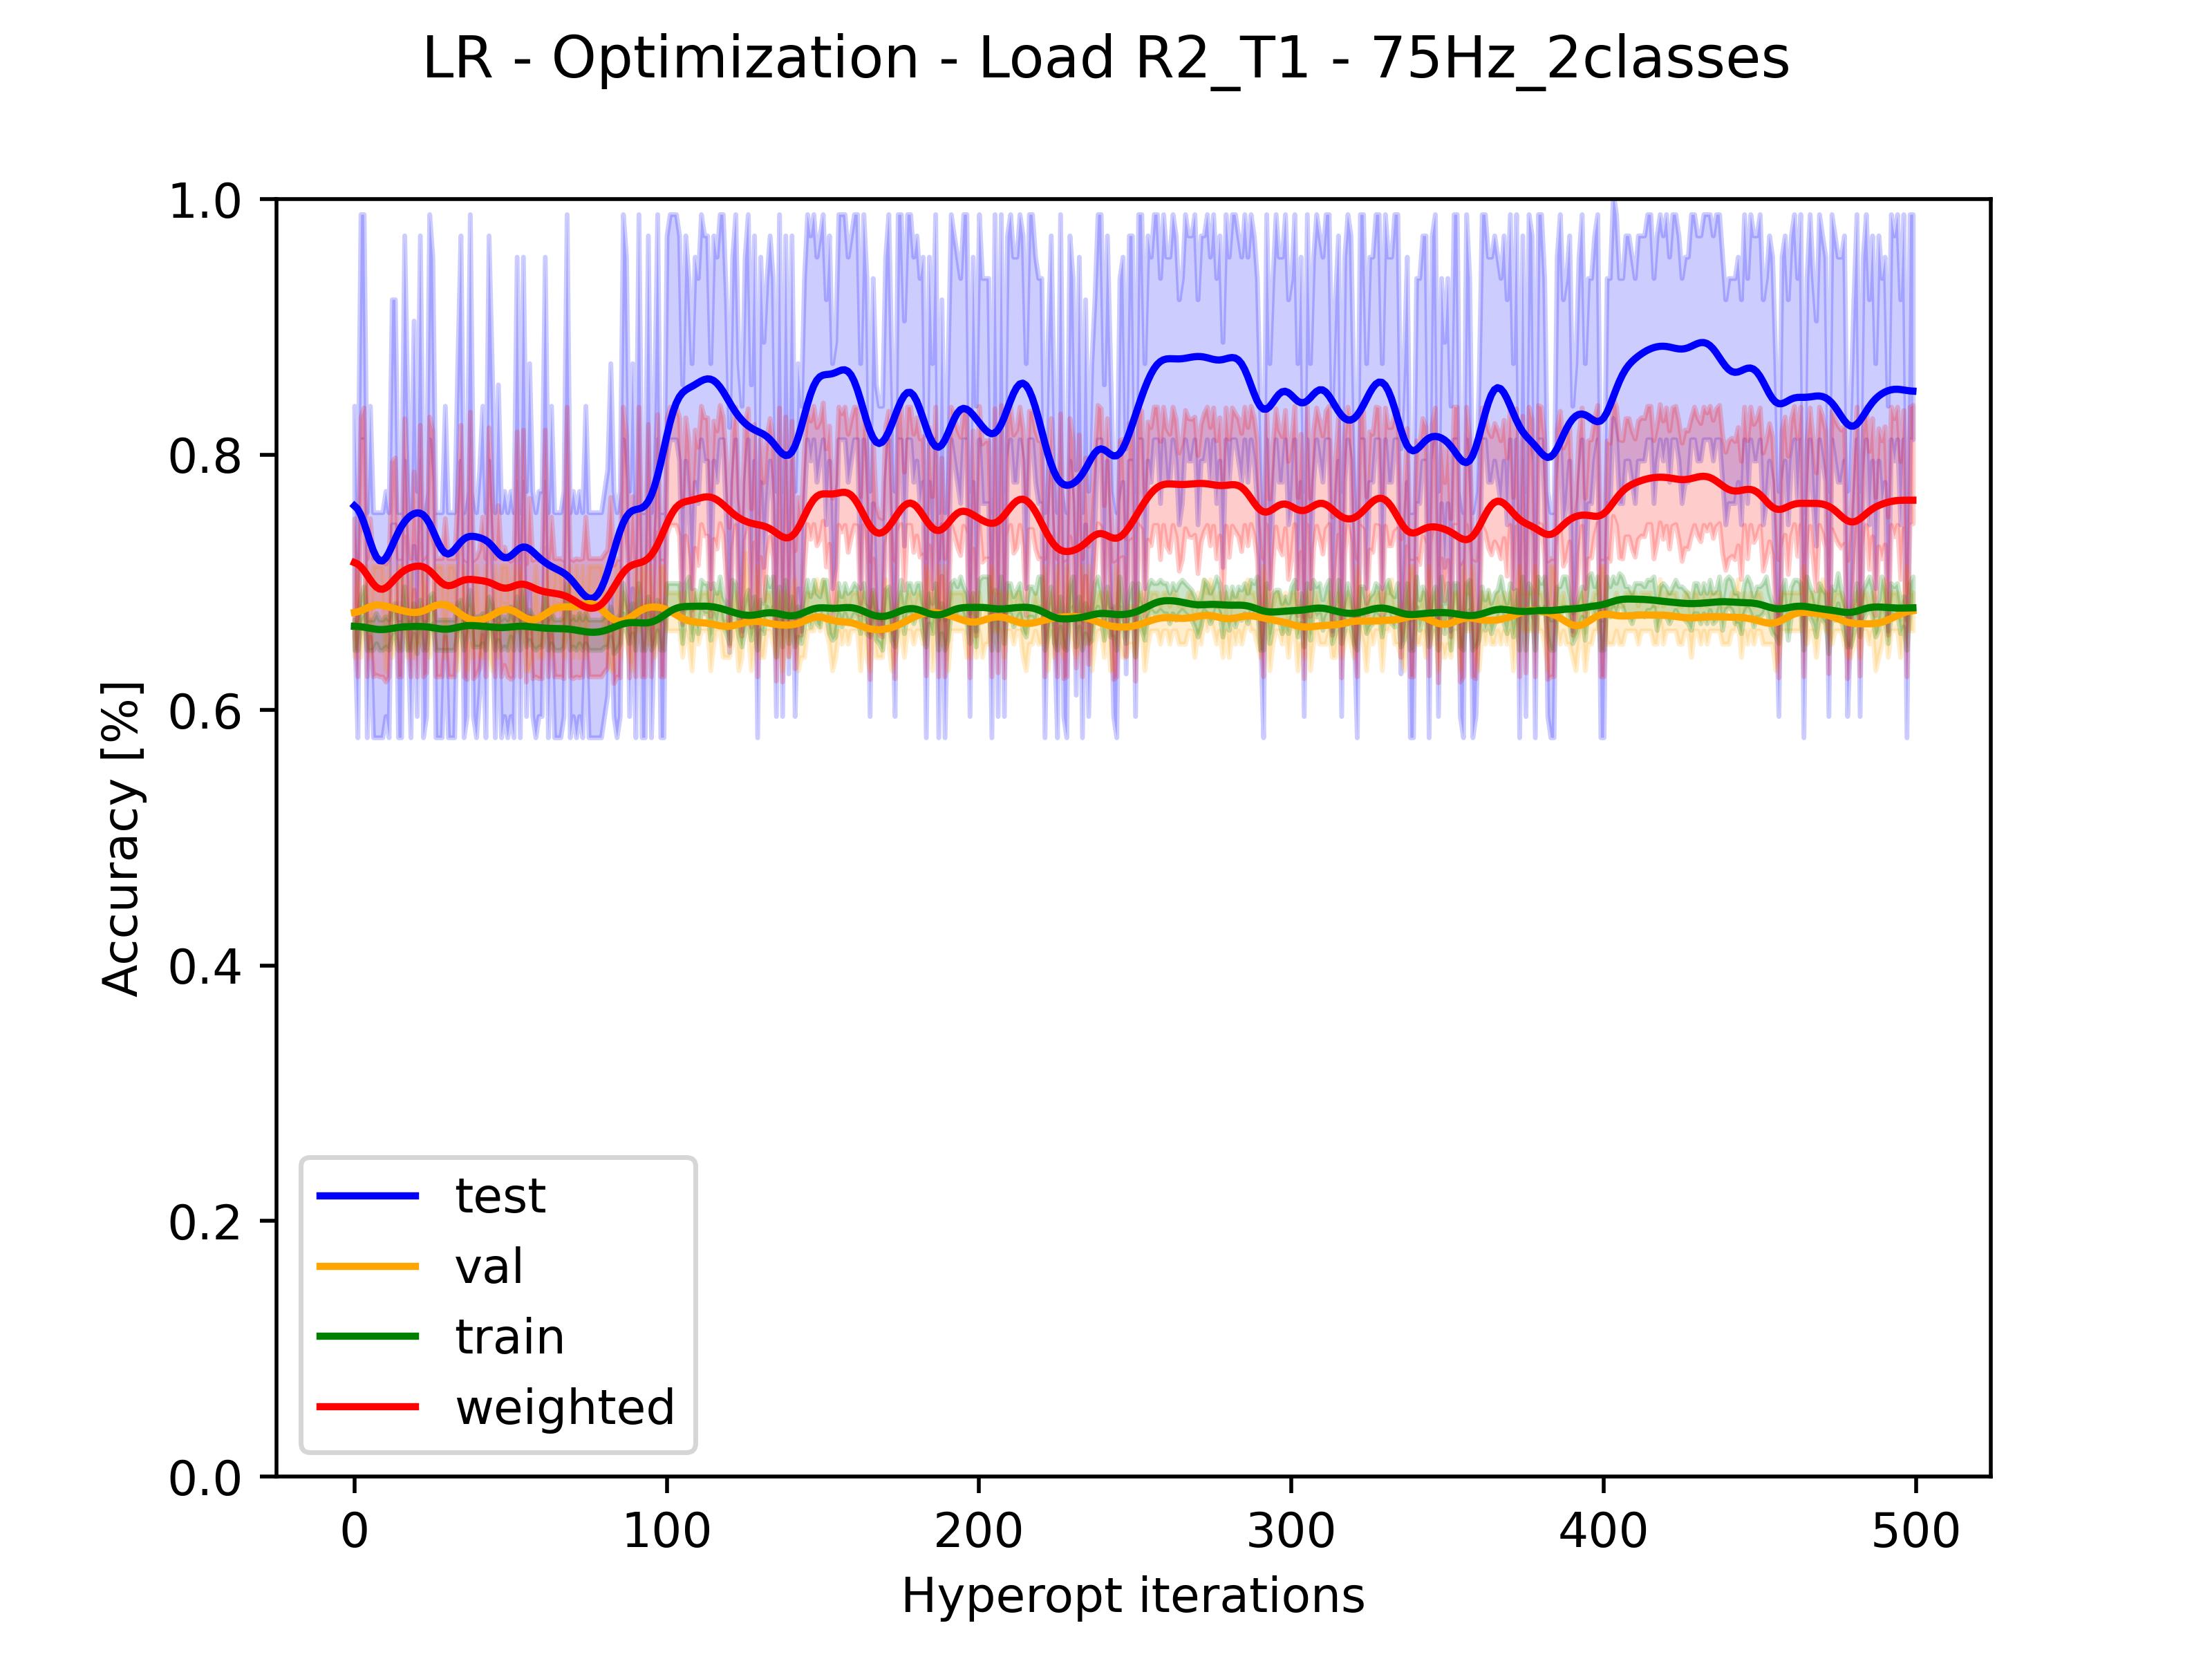 LR - Optimization - Load R2_T1 - 75Hz_2classes
1.0
0.8
0.6
0.4
0.2
0.0
Accuracy [%]
test
val
train
weighted
0 100 200 300 400 500
Hyperopt iterations